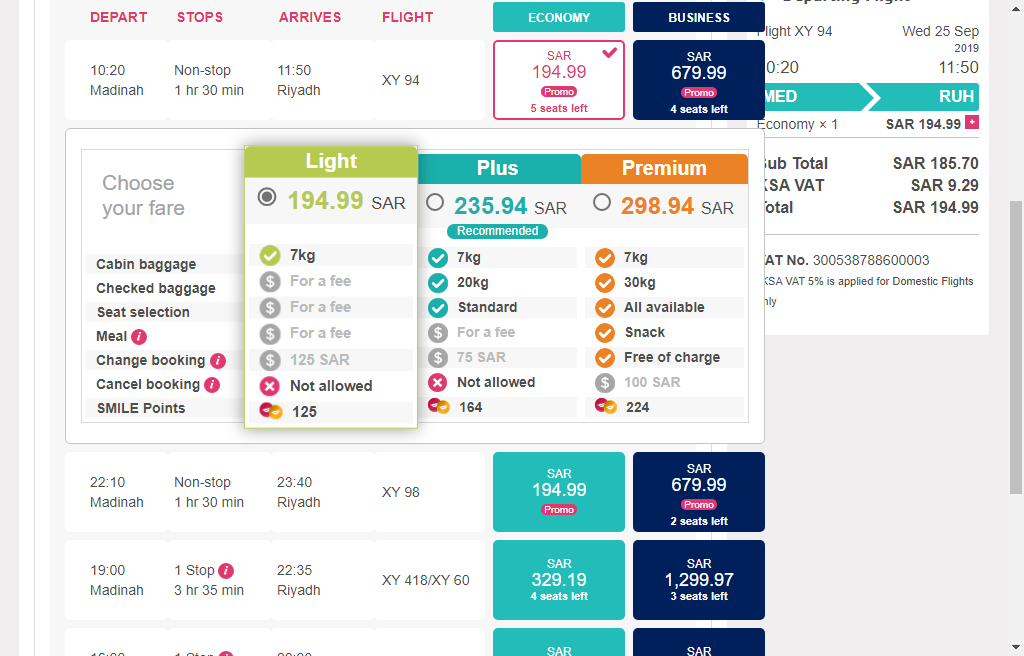 DEPART STOPS ARRIVES FLIGHT ECONOMY BUSINESS
10:20 Non-stop 11:50 XY 94
Madinah 1 hr 30 min Riyadh
SAR
194.99
Promo
5 seats left
SAR
679.99
Promo
4 seats left
Choose
your fare
Cabin baggage
Checked baggage
Seat selection
Meal i
Change booking i
Cancel booking i
SMILE Points
Light
194.99 SAR
7kg
$ For a fee
$ For a fee
$ For a fee
$ 125 SAR
Not allowed
125
Plus
235.94 SAR
Recommended
7kg
20kg
Standard
$ For a fee
$ 75 SAR
Not allowed
164
Premium
298.94 SAR
7kg
30kg
All available
Snack
Free of charge
$ 100 SAR
224
22:10 Non-stop 23:40 XY 98
Madinah 1 hr 30 min Riyadh
SAR
194.99
Promo
SAR
679.99
Promo
2 seats left
19:00 1 Stop i 22:35 XY 418/XY 60
Madinah 3 hr 35 min Riyadh
SAR
329.19
4 seats left
SAR
1,299.97
3 seats left
1 Stop
SAR
SAR
Flight XY 94 Wed 25 Sep
2019
10:20 11:50
MED RUH
Economy × 1 SAR 194.99 +
Sub Total SAR 185.70
KSA VAT SAR 9.29
Total SAR 194.99
VAT No. 300538788600003
KSA VAT 5% is applied for Domestic Flights
only